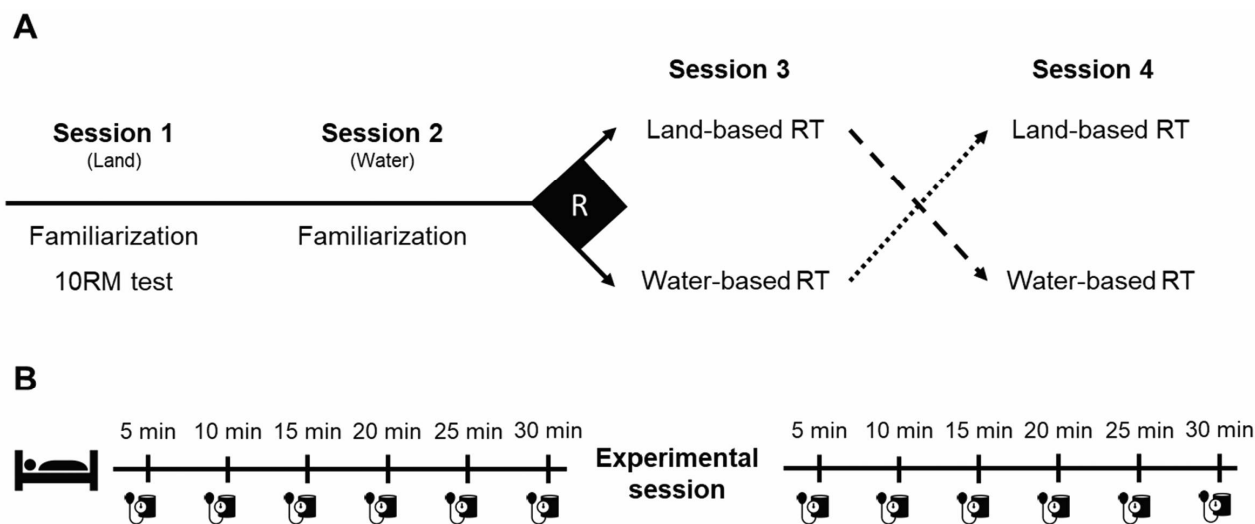 A
Session 3
Session 4
Session 1
(Land)
Session 2
(Water)
Land-based RT
Land-based RT
R
Familiarization
10RM test
Familiarization
Water-based RT
Water-based RT
B
5 min 10 min 15 min 20 min 25 min 30 min
Experimental
session
5 min 10 min 15 min 20 min 25 min 30 min